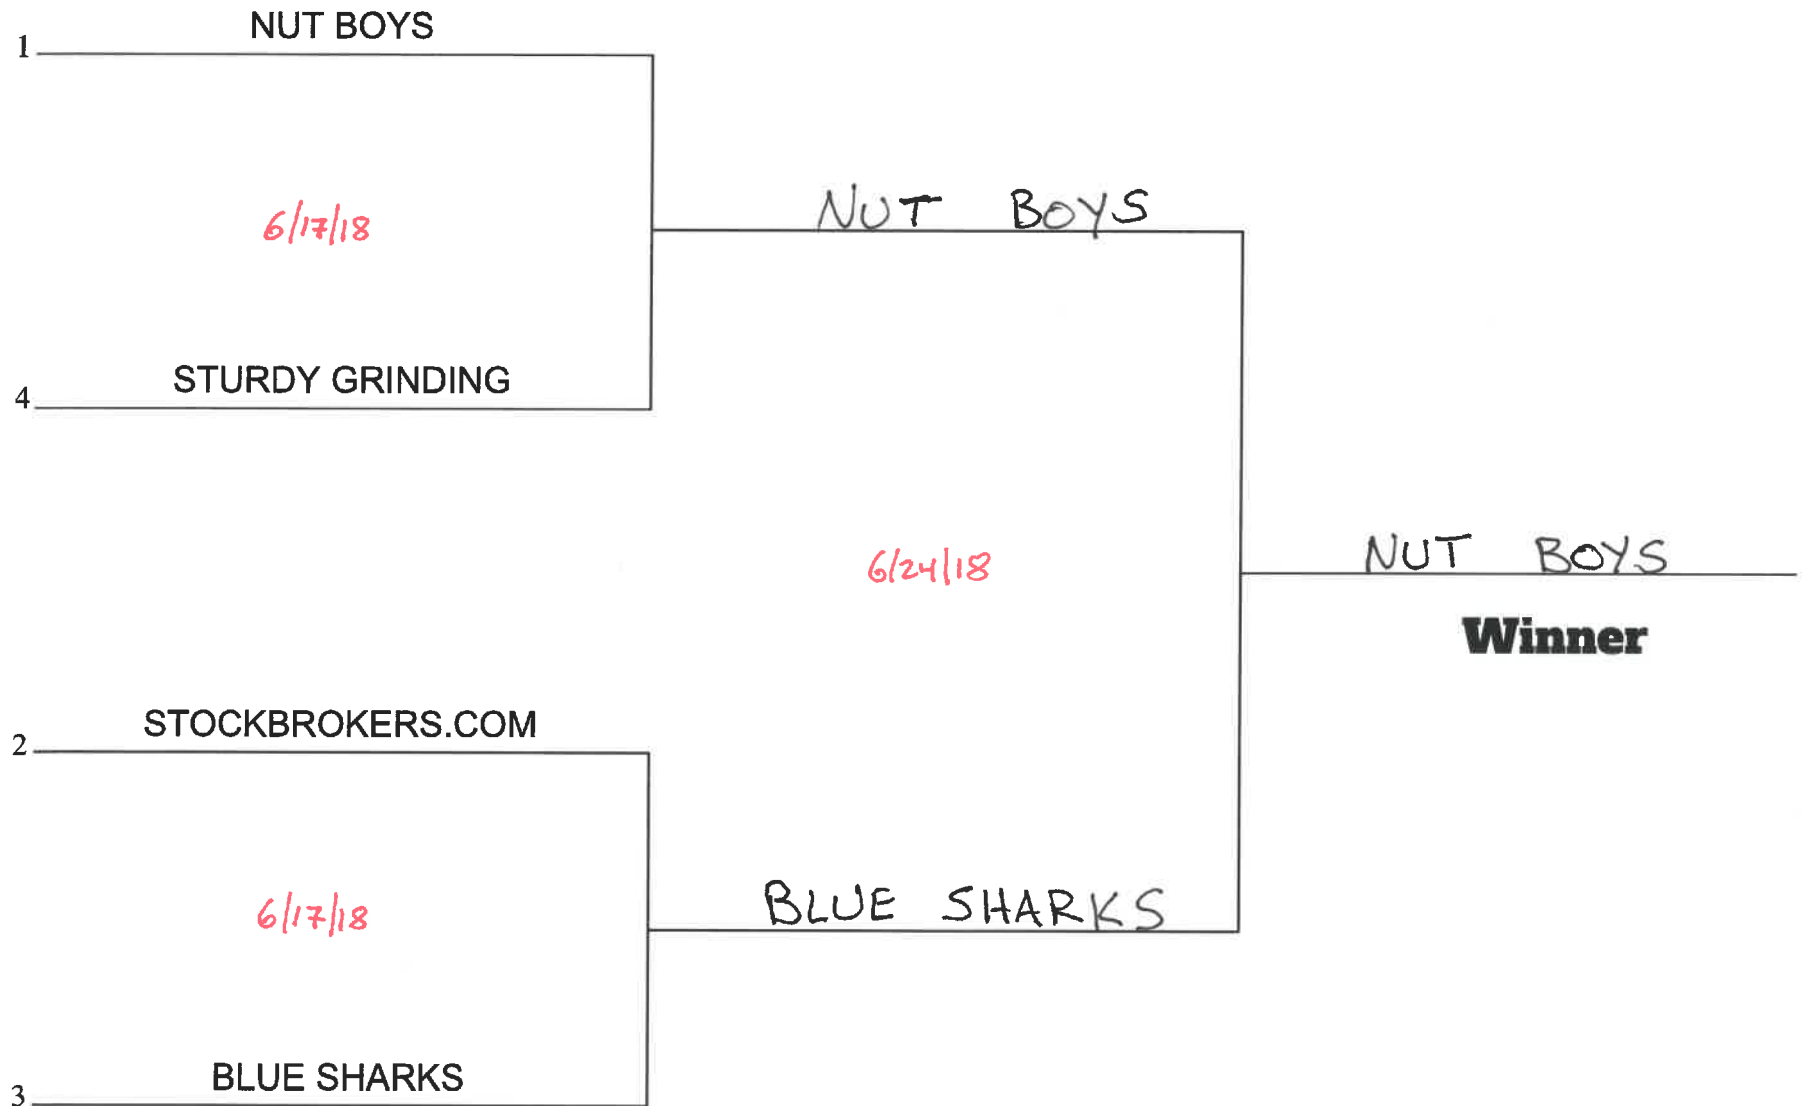 NUT BOYS
1
6/17/18
NUT BOYS
STURDY GRINDING
4
6/24/18
NUT BOYS
Winner
STOCKBROKERS.COM
2
6/17/18
BLUE SHARKS
BLUE SHARKS
3